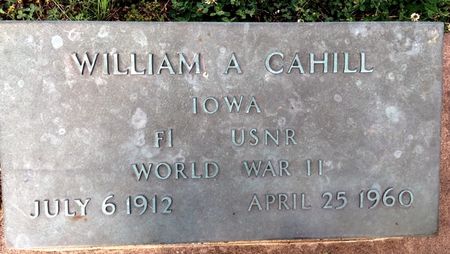 WILLIAM A CAHILL
IOWA
F1 USNR
WORLD WAR II
JULY 6 1912 APRIL 25 1960